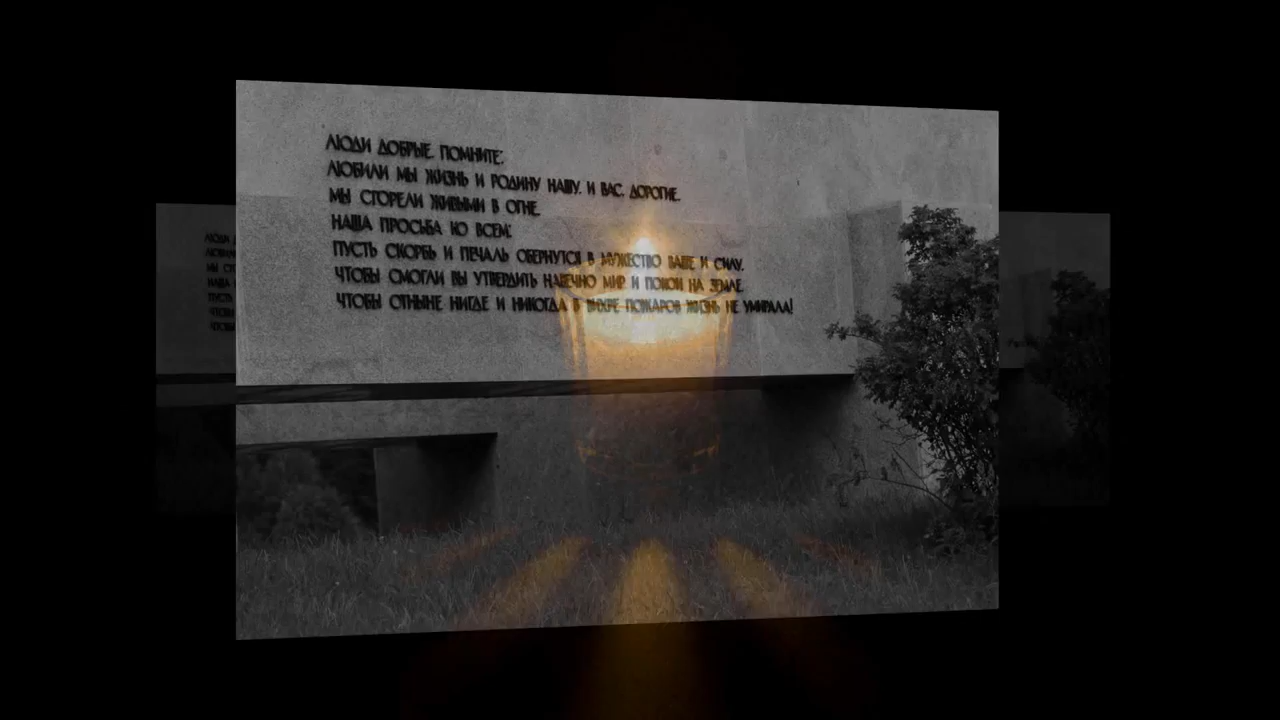 ЛЮДИ ДОБРЫЕ, ПОМНИТЕ:
ЛЮБИЛИ МЫ ЖИЗНЬ И РОДИНУ НАШУ, И ВАС, ДОРОГИЕ.
МЫ СГОРЕЛИ ЖИВЫМИ В ОГНЕ.
НАША ПРОСЬБА КО ВСЕМ:
ПУСТЬ СКОРБЬ И ПЕЧАЛЬ ОБЕРНУТСЯ В МУЖЕСТВО ВАШЕ И СИЛУ,
ЧТОБЫ СМОГЛИ ВЫ УТВЕРДИТЬ НАВЕЧНО МИР И ПОКОЙ НА ЗЕМЛЕ.
ЧТОБЫ ОТНЫНЕ НИГДЕ И НИКОГДА В ВИХРЕ ПОЖАРОВ ЖИЗНЬ НЕ УМИРАЛА!